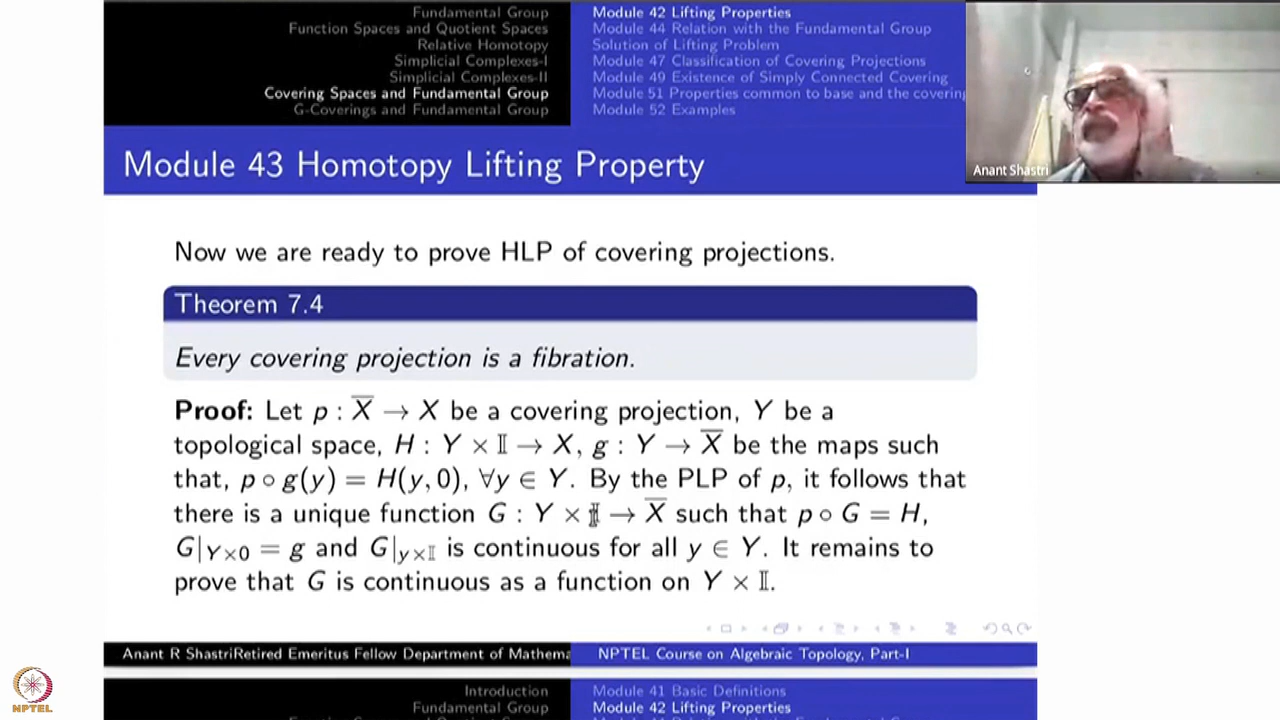 Fundamental Group
Function Spaces and Quotient Spaces
Relative Homotopy
Simplicial Complexes-I
Simplicial Complexes-II
Covering Spaces and Fundamental Group
G-Coverings and Fundamental Group
Module 42 Lifting Properties
Module 44 Relation with the Fundamental Group
Solution of Lifting Problem
Module 47 Classification of Covering Projections
Module 49 Existence of Simply Connected Covering
Module 51 Properties common to base and the covering
Module 52 Examples
Anant Shastri
Module 43 Homotopy Lifting Property
Now we are ready to prove HLP of covering projections.
Theorem 7.4
Every covering projection is a fibration.
Proof: Let p : X̅ → X be a covering projection, Y be a
topological space, H : Y × 𝕀 → X, g : Y → X̅ be the maps such
that, p ∘ g(y) = H(y, 0), ∀y ∈ Y. By the PLP of p, it follows that
there is a unique function G : Y × 𝕀 → X̅ such that p ∘ G = H,
G|Y×0 = g and G|y×𝕀 is continuous for all y ∈ Y. It remains to
prove that G is continuous as a function on Y × 𝕀.
Anant R ShastriRetired Emeritus Fellow Department of Mathema
NPTEL Course on Algebraic Topology, Part-I
Introduction
Fundamental Group
Module 41 Basic Definitions
Module 42 Lifting Properties
NPTEL